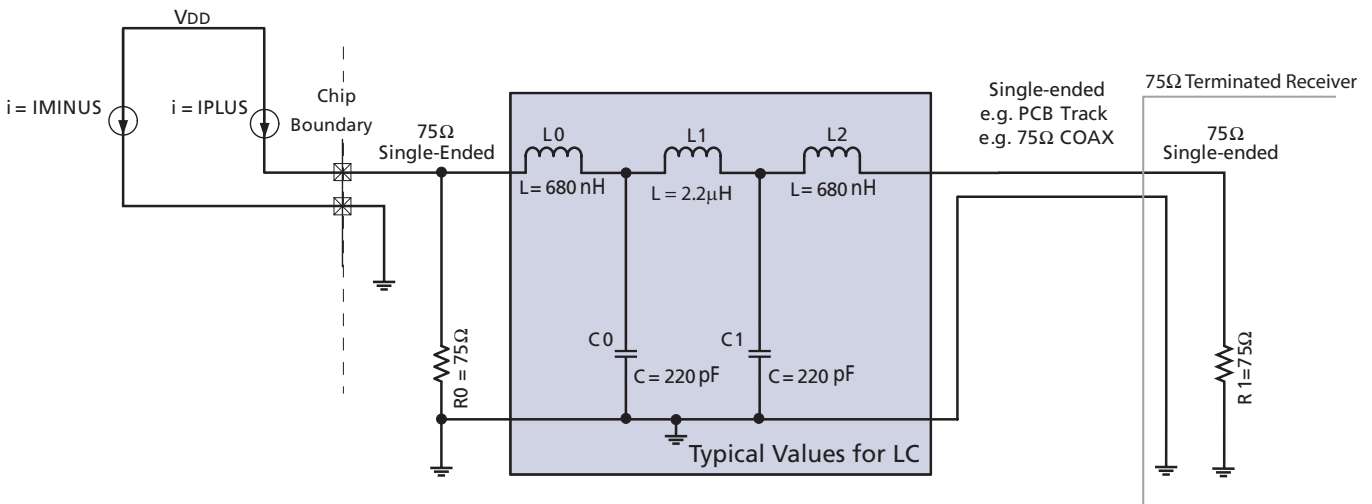 VDD
i = IMINUS
i = IPLUS
Chip
Boundary
75Ω
Single-Ended
L0
L= 680 nH
L1
L = 2.2μH
L2
L= 680 nH
Single-ended
e.g. PCB Track
e.g. 75Ω COAX
75Ω Terminated Receiver
75Ω
Single-ended
R0 = 75Ω
C0
C = 220 pF
C1
C = 220 pF
R1=75Ω
Typical Values for LC